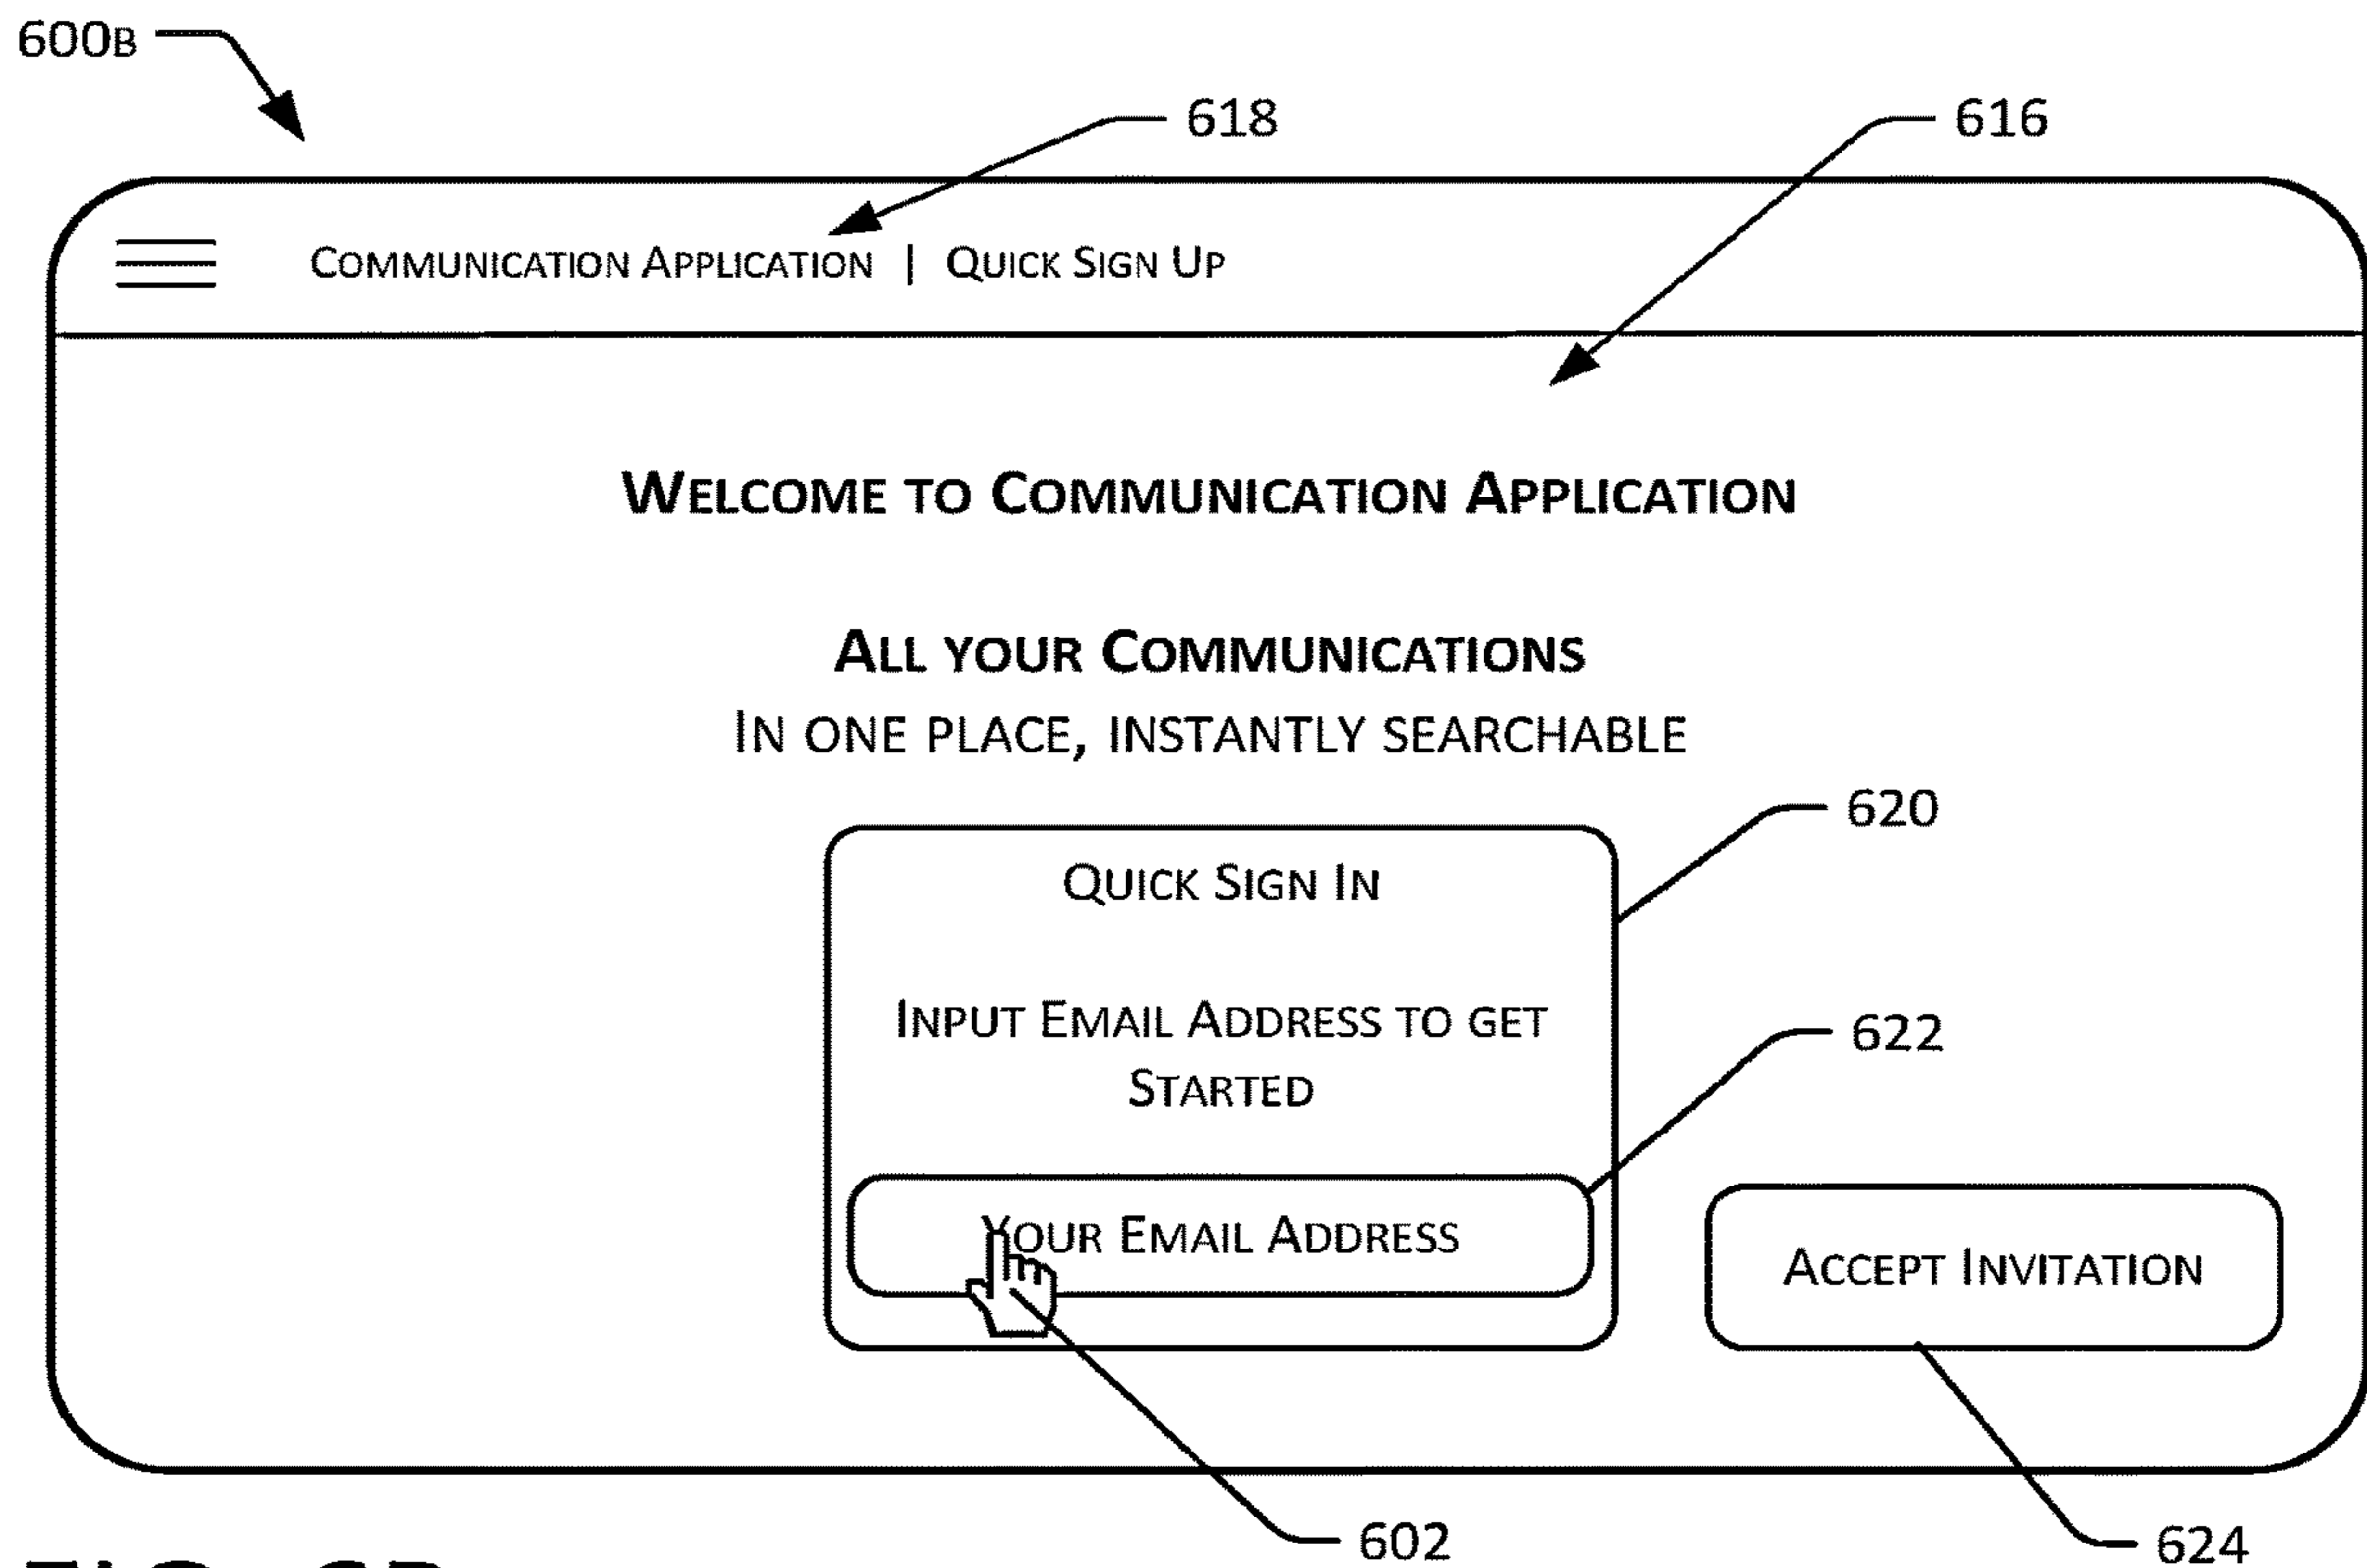 600B
618
616
COMMUNICATION APPLICATION | QUICK SIGN UP
WELCOME TO COMMUNICATION APPLICATION
ALL YOUR COMMUNICATIONS
IN ONE PLACE, INSTANTLY SEARCHABLE
620
QUICK SIGN IN
INPUT EMAIL ADDRESS TO GET
STARTED
622
YOUR EMAIL ADDRESS
ACCEPT INVITATION
602
624